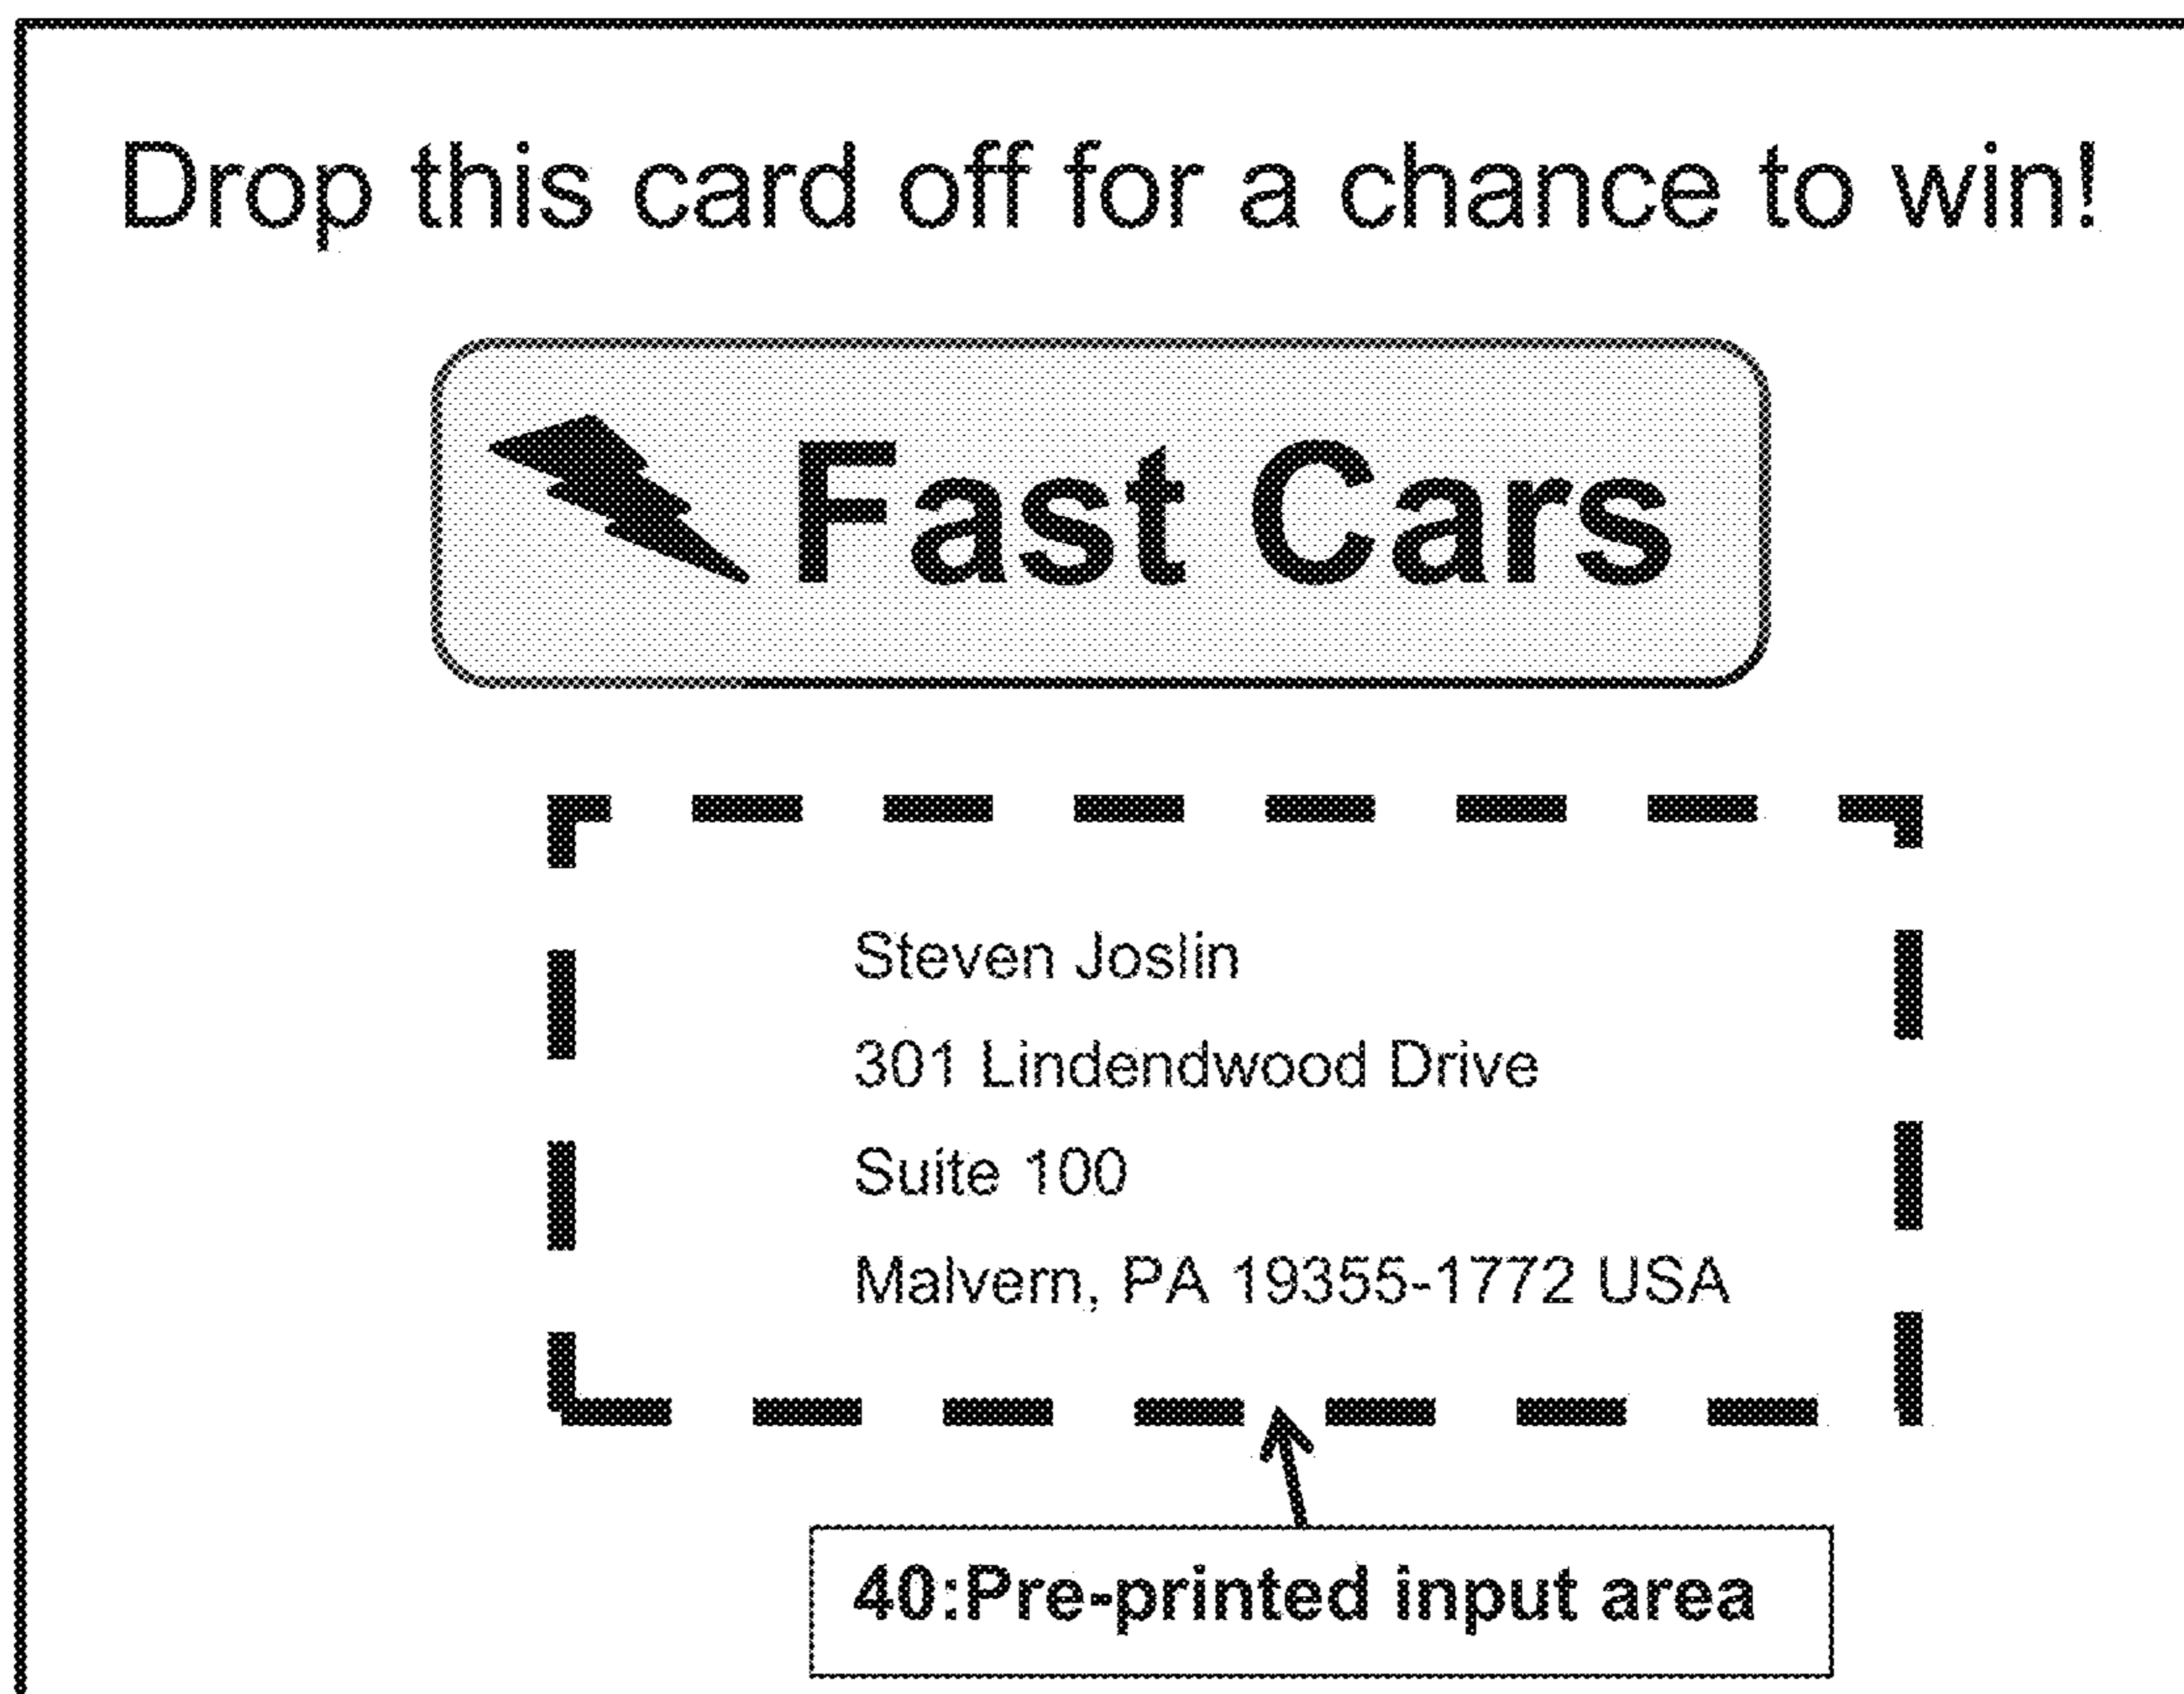 Drop this card off for a chance to win!
Fast Cars
Steven Joslin
301 Lindendwood Drive
Suite 100
Malvern, PA 19355-1772 USA
40:Pre-printed input area